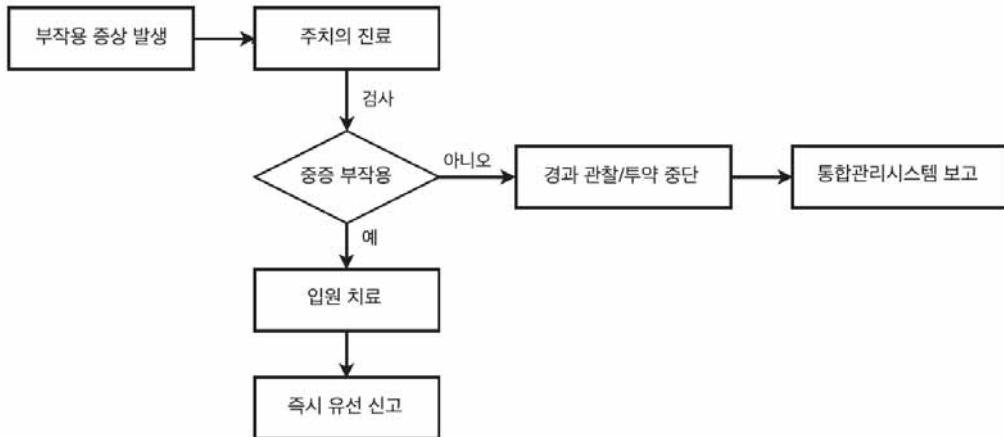 부작용 증상 발생
주치의 진료
검사
중증 부작용
아니오
경과 관찰/투약 중단
통합관리시스템 보고
예
입원 치료
즉시 유선 신고